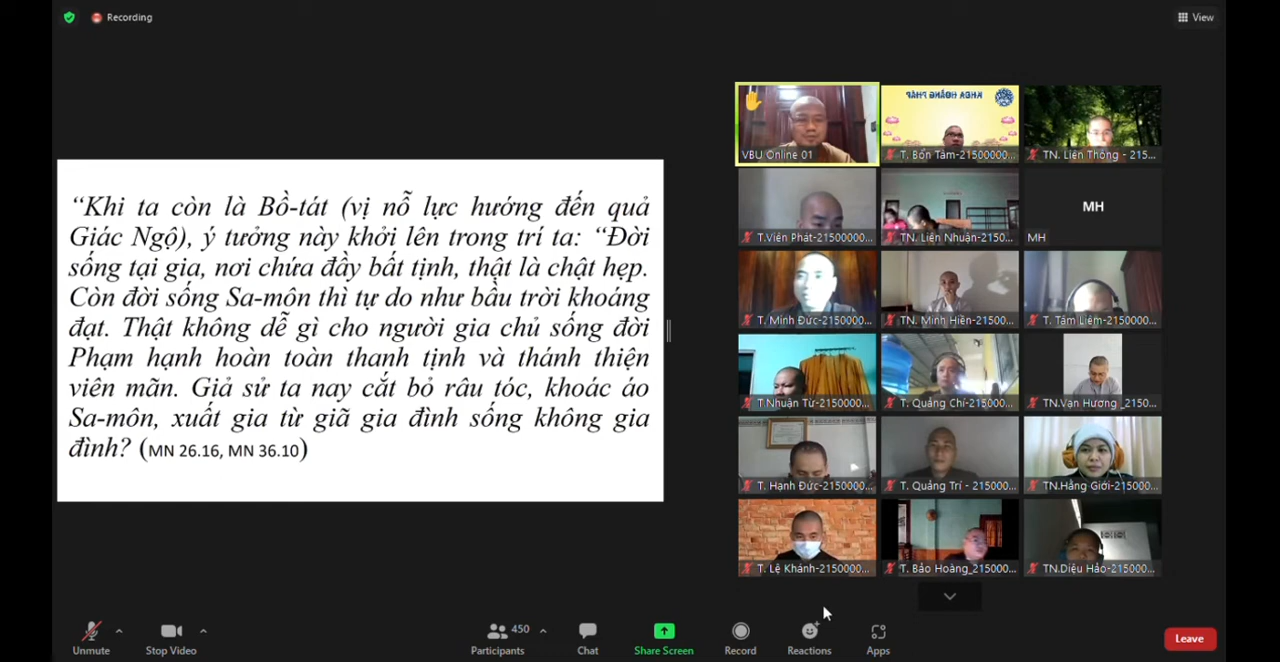 Recording
View
“Khi ta còn là Bồ-tát (vị nỗ lực hướng đến quả
Giác Ngộ), ý tưởng này khởi lên trong trí ta: “Đời
sống tại gia, nơi chứa đầy bất tịnh, thật là chật hẹp.
Còn đời sống Sa-môn thì tự do như bầu trời khoáng
đạt. Thật không dễ gì cho người gia chủ sống đời
Phạm hạnh hoàn toàn thanh tịnh và thánh thiện
viên mãn. Giả sử ta nay cắt bỏ râu tóc, khoác áo
Sa-môn, xuất gia từ giã gia đình sống không gia
đình? (MN 26.16, MN 36.10)
KHOA HOẰNG PHÁP
VBU Online 01
T. Bổn Tâm-21500000...
TN. Liên Thông - 215...
T.Viên Phát-2150000...
TN. Liên Nhuận-2150...
MH
MH
T. Minh Đức-2150000...
TN. Minh Hiền-21500...
T. Tâm Liêm-2150000...
T.Nhuận Từ-2150000...
T. Quảng Chí-215000...
TN.Vạn Hương _2150...
T. Hạnh Đức-2150000...
T. Quảng Trí - 215000...
TN.Hằng Giới-215000...
T. Lệ Khánh-2150000...
T. Bảo Hoàng_215000...
TN.Diệu Hảo-215000...
Unmute
Stop Video
450
Participants
Chat
Share Screen
Record
Reactions
Apps
Leave